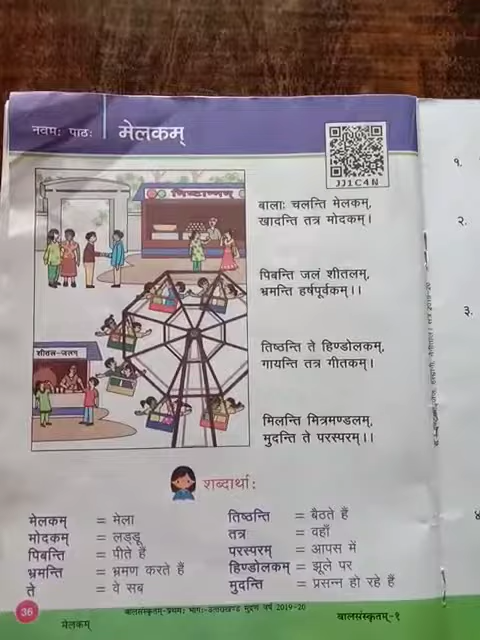 नवमः पाठः
मेलकम्
JJ1C4N
मिष्टान्नम्
शीतल-जलम्
बालाः चलन्ति मेलकम्,
खादन्ति तत्र मोदकम्।
पिबन्ति जलं शीतलम्,
भ्रमन्ति हर्षपूर्वकम्।।
तिष्ठन्ति ते हिण्डोलकम्,
गायन्ति तत्र गीतकम्।
मिलन्ति मित्रमण्डलम्,
मुदन्ति ते परस्परम्।।
शब्दार्थाः
मेलकम् = मेला
मोदकम् = लड्डू
पिबन्ति = पीते हैं
भ्रमन्ति = भ्रमण करते हैं
ते = वे सब
तिष्ठन्ति = बैठते हैं
तत्र = वहाँ
परस्परम् = आपस में
हिण्डोलकम् = झूले पर
मुदन्ति = प्रसन्न हो रहे हैं
36
बालसंस्कृतम्-प्रथमः भागः-उत्तराखण्ड मुद्रण वर्ष 2019-20
मेलकम्
बालसंस्कृतम्-१
१.
२.
३.
४